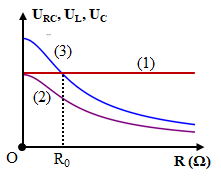 U_RC, U_L, U_C
(3)
(1)
(2)
O
R_0
R (Ω)